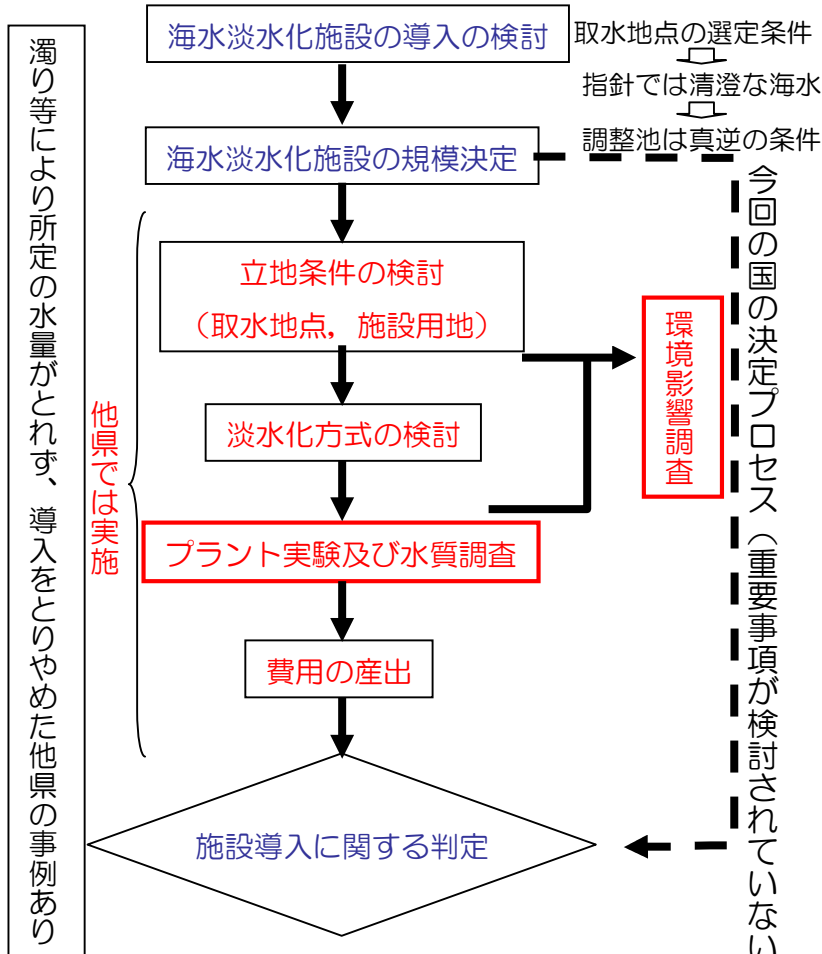 海水淡水化施設の導入の検討
取水地点の選定条件
指針では清澄な海水
調整池は真逆の条件
海水淡水化施設の規模決定
立地条件の検討
（取水地点，施設用地）
淡水化方式の検討
プラント実験及び水質調査
費用の産出
施設導入に関する判定
環境影響調査
他県では実施
濁り等により所定の水量がとれず、導入をとりやめた他県の事例あり
今回の国の決定プロセス（重要事項が検討されていない